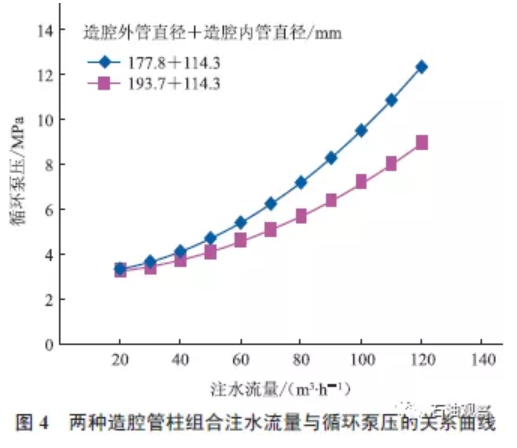 造腔外管直径＋造腔内管直径/mm
177.8＋114.3
193.7＋114.3
循环泵压/MPa
14
12
10
8
6
4
2
0
20 40 60 80 100 120 140
注水流量/(m³·h⁻¹)
石油观察
图 4 两种造腔管柱组合注水流量与循环泵压的关系曲线